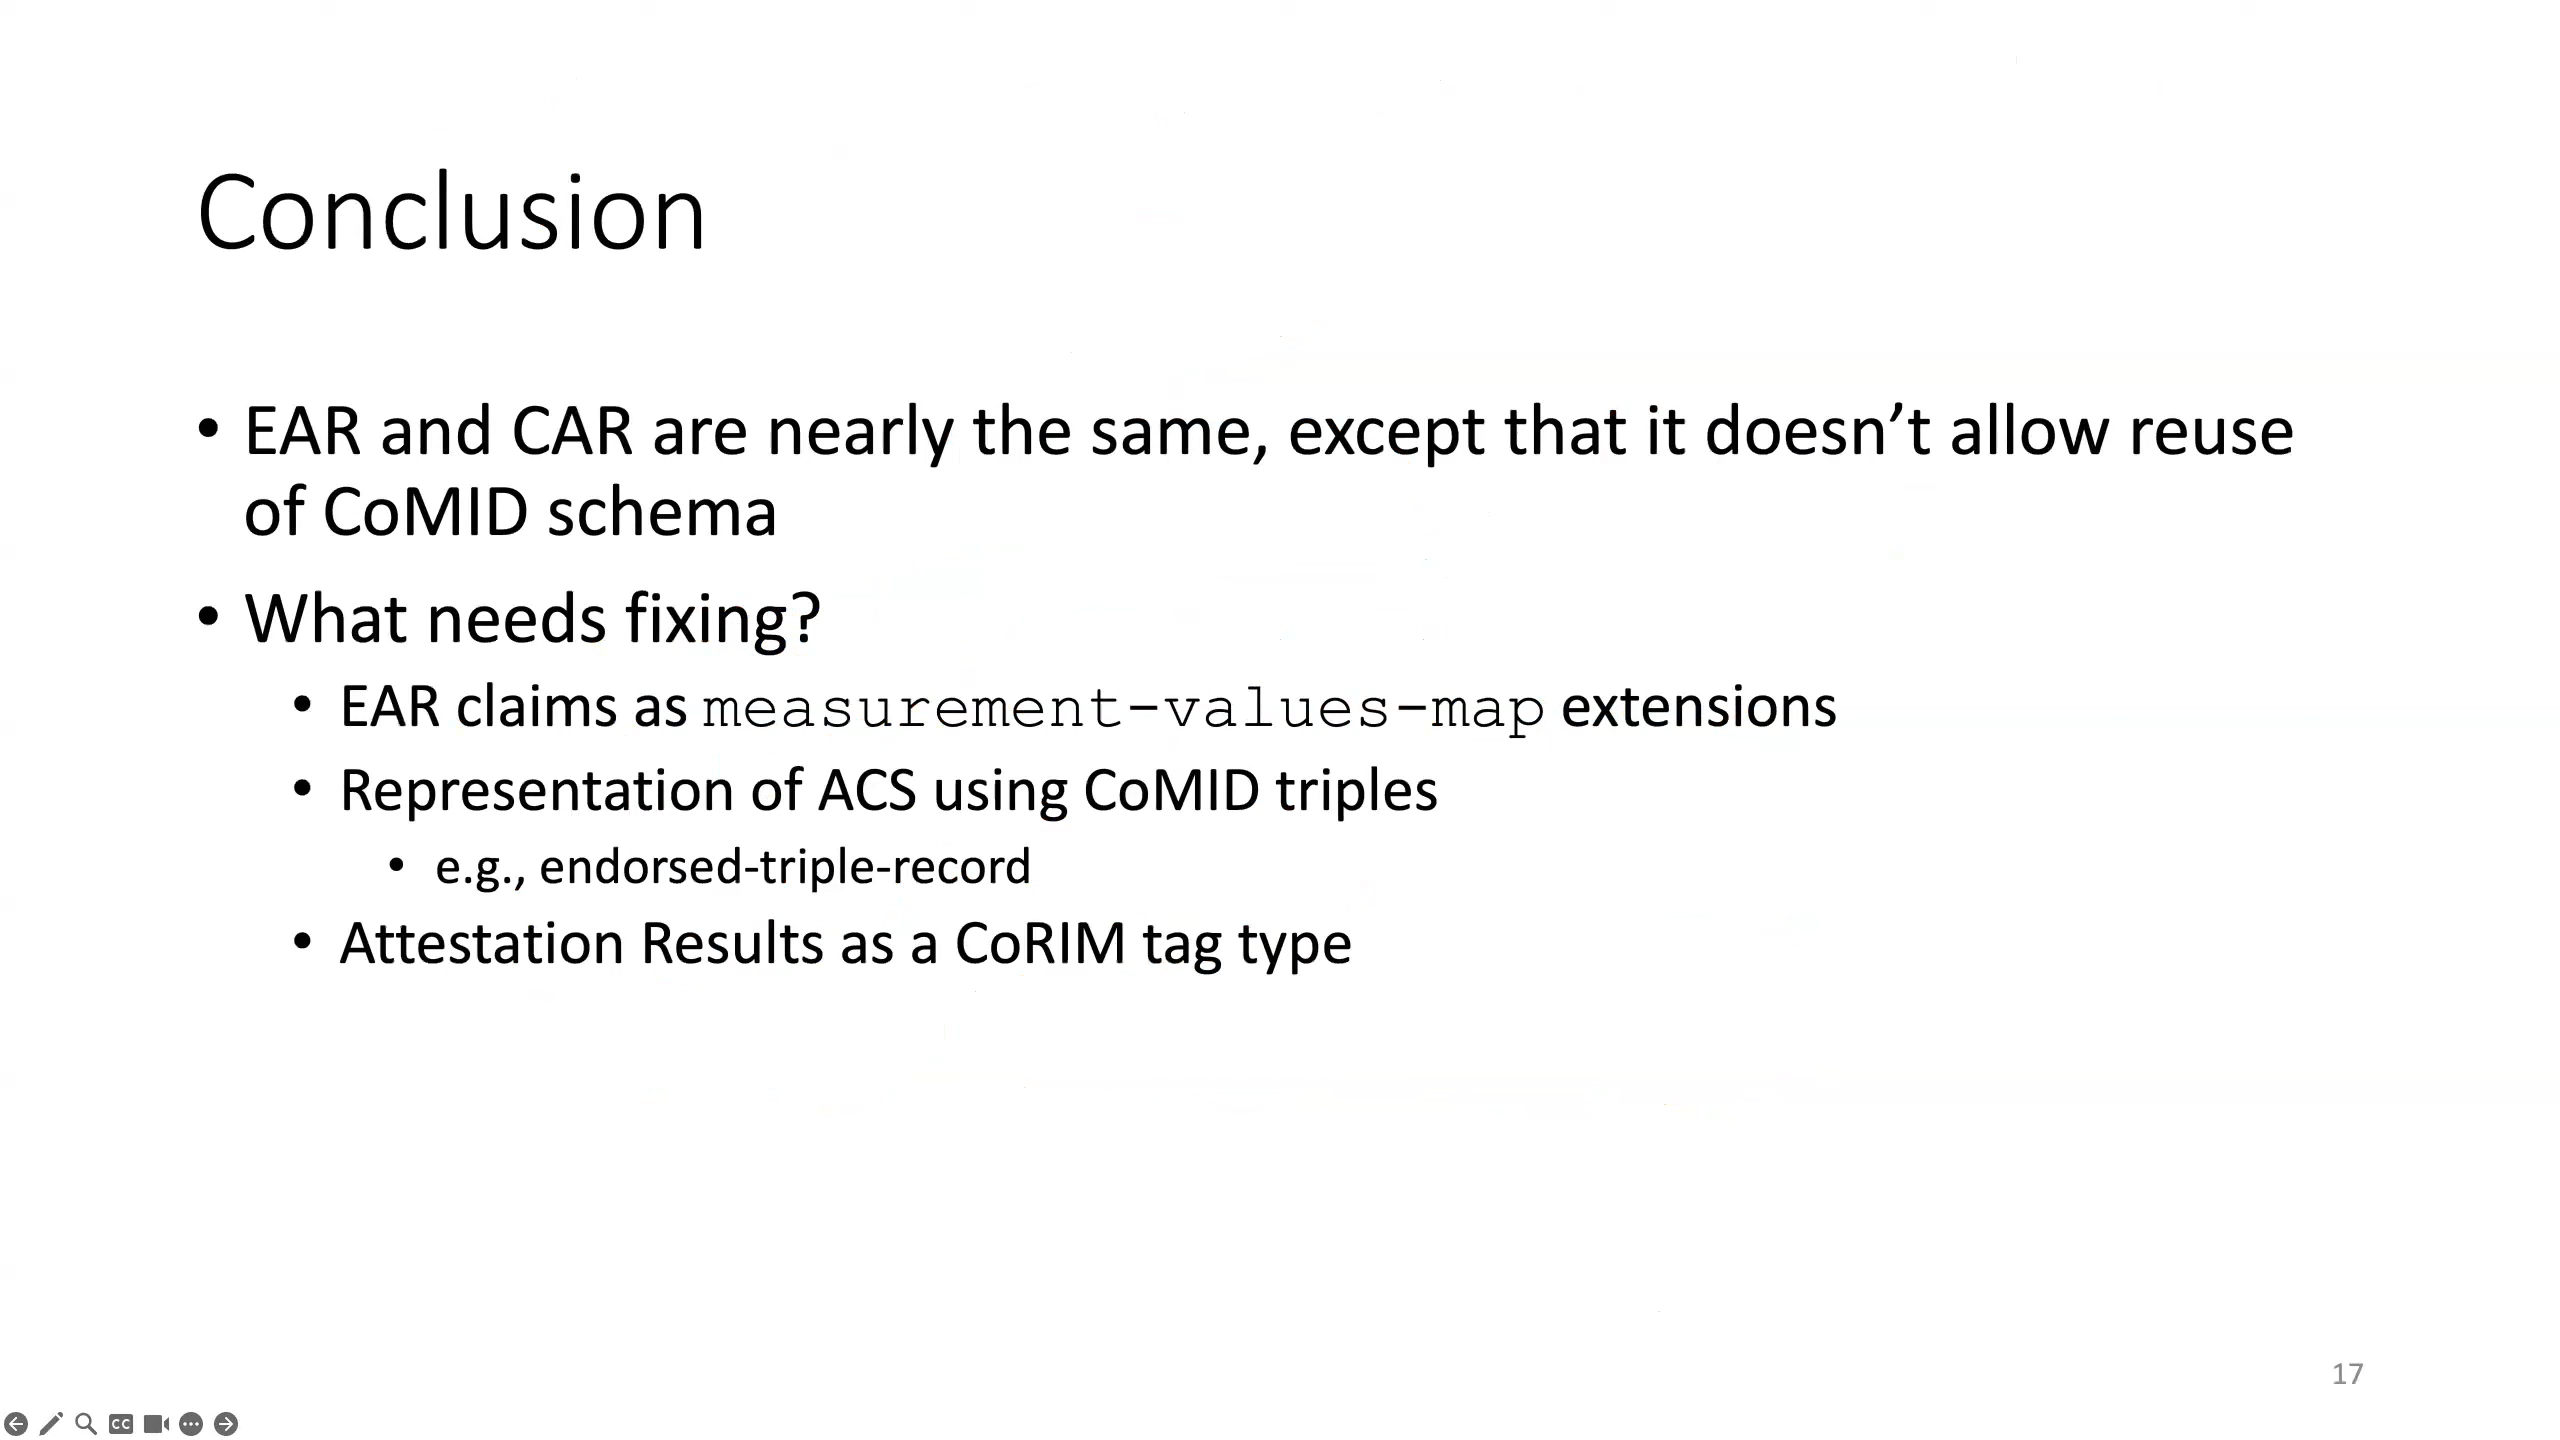 Conclusion
• EAR and CAR are nearly the same, except that it doesn’t allow reuse
of CoMID schema
• What needs fixing?
• EAR claims as measurement-values-map extensions
• Representation of ACS using CoMID triples
• e.g., endorsed-triple-record
• Attestation Results as a CoRIM tag type
17
CC